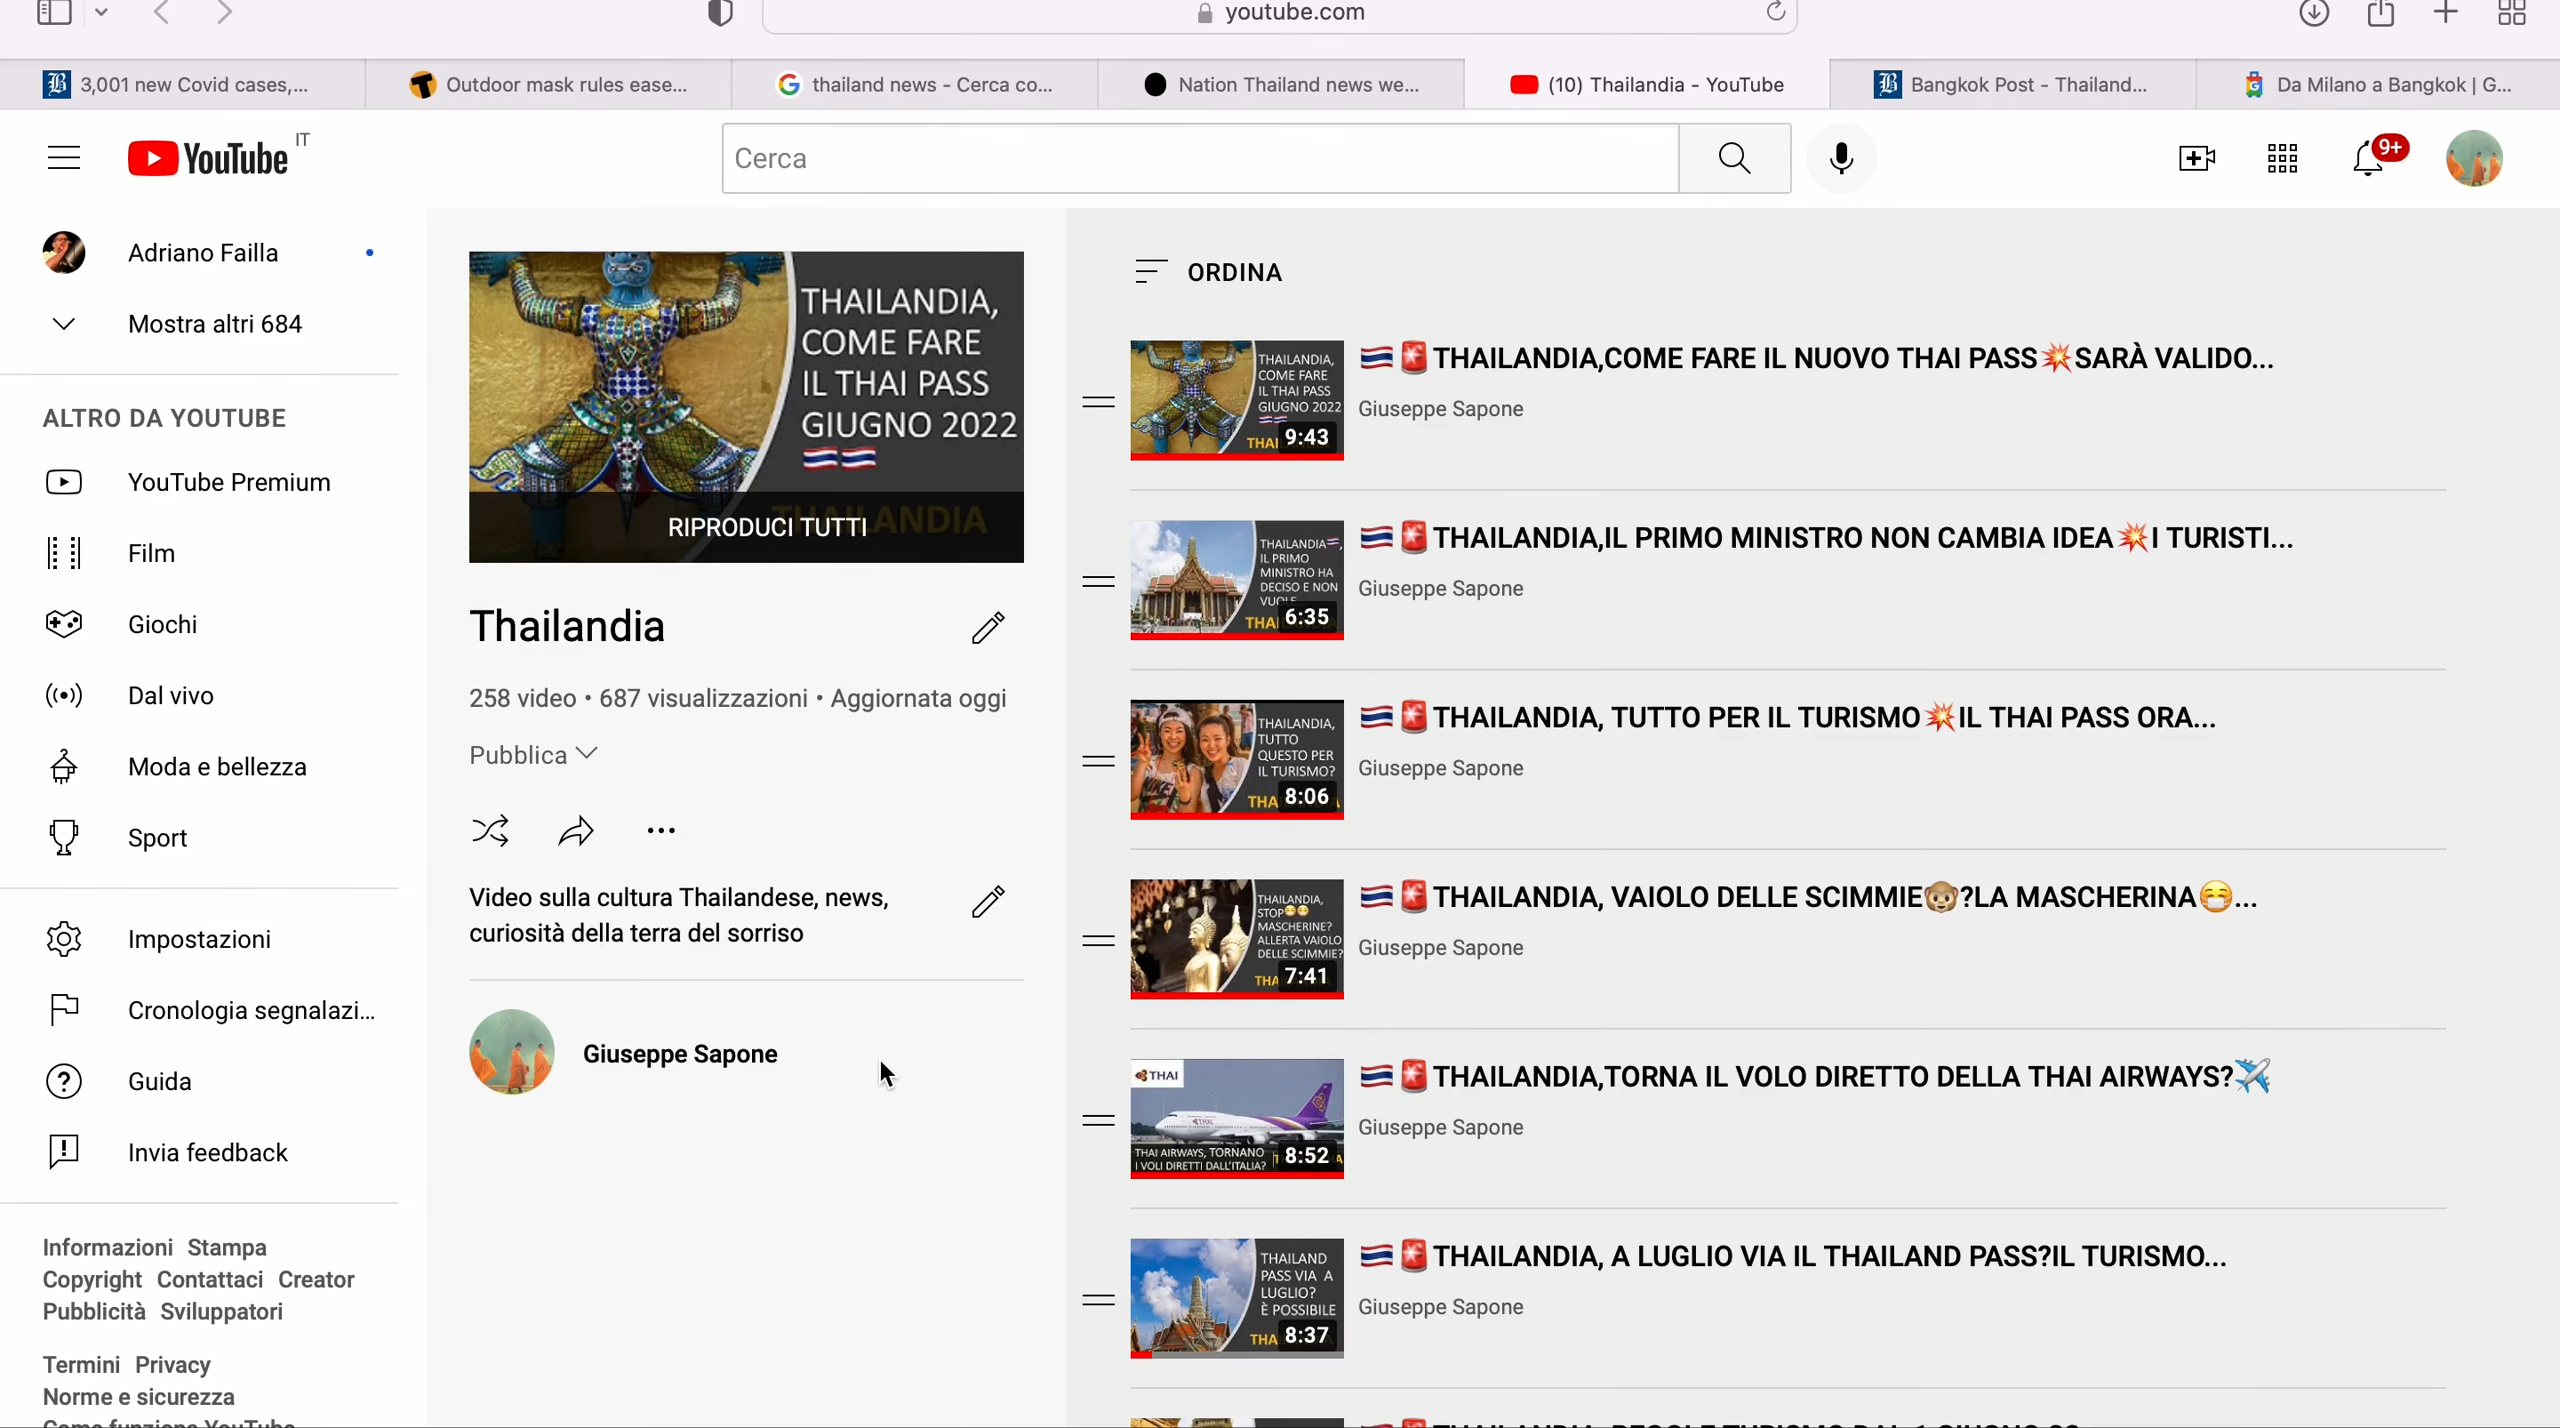 youtube.com
3,001 new Covid cases,...
Outdoor mask rules ease...
thailand news - Cerca co...
Nation Thailand news we...
(10) Thailandia - YouTube
Bangkok Post - Thailand...
Da Milano a Bangkok | G...
YouTube IT
Cerca
9+
Adriano Failla
Mostra altri 684
ALTRO DA YOUTUBE
YouTube Premium
Film
Giochi
Dal vivo
Moda e bellezza
Sport
Impostazioni
Cronologia segnalazi...
Guida
Invia feedback
Informazioni Stampa
Copyright Contattaci Creator
Pubblicità Sviluppatori
Termini Privacy
Norme e sicurezza
Come funziona YouTube
THAILANDIA,
COME FARE
IL THAI PASS
GIUGNO 2022
THAILANDIA
RIPRODUCI TUTTI
Thailandia
258 video • 687 visualizzazioni • Aggiornata oggi
Pubblica
Video sulla cultura Thailandese, news,
curiosità della terra del sorriso
Giuseppe Sapone
ORDINA
THAILANDIA,
COME FARE
IL THAI PASS
GIUGNO 2022
THAI
9:43
🇹🇭🚨THAILANDIA,COME FARE IL NUOVO THAI PASS💥SARÀ VALIDO...
Giuseppe Sapone
THAILANDIA🇹🇭,
IL PRIMO
MINISTRO HA
DECISO E NON
VUOLE
THA
6:35
🇹🇭🚨THAILANDIA,IL PRIMO MINISTRO NON CAMBIA IDEA💥I TURISTI...
Giuseppe Sapone
THAILANDIA,
TUTTO
QUESTO PER
IL TURISMO?
THA
8:06
🇹🇭🚨THAILANDIA, TUTTO PER IL TURISMO💥IL THAI PASS ORA...
Giuseppe Sapone
THAILANDIA,
STOP😷😷
MASCHERINE?
ALLERTA VAIOLO
DELLE SCIMMIE?
THA
7:41
🇹🇭🚨THAILANDIA, VAIOLO DELLE SCIMMIE🐵?LA MASCHERINA😷...
Giuseppe Sapone
THAI
THAI
THAI AIRWAYS, TORNANO
I VOLI DIRETTI DALL'ITALIA?
8:52
🇹🇭🚨THAILANDIA,TORNA IL VOLO DIRETTO DELLA THAI AIRWAYS?✈️
Giuseppe Sapone
THAILAND
PASS VIA A
LUGLIO?
È POSSIBILE
THA
8:37
🇹🇭🚨THAILANDIA, A LUGLIO VIA IL THAILAND PASS?IL TURISMO...
Giuseppe Sapone